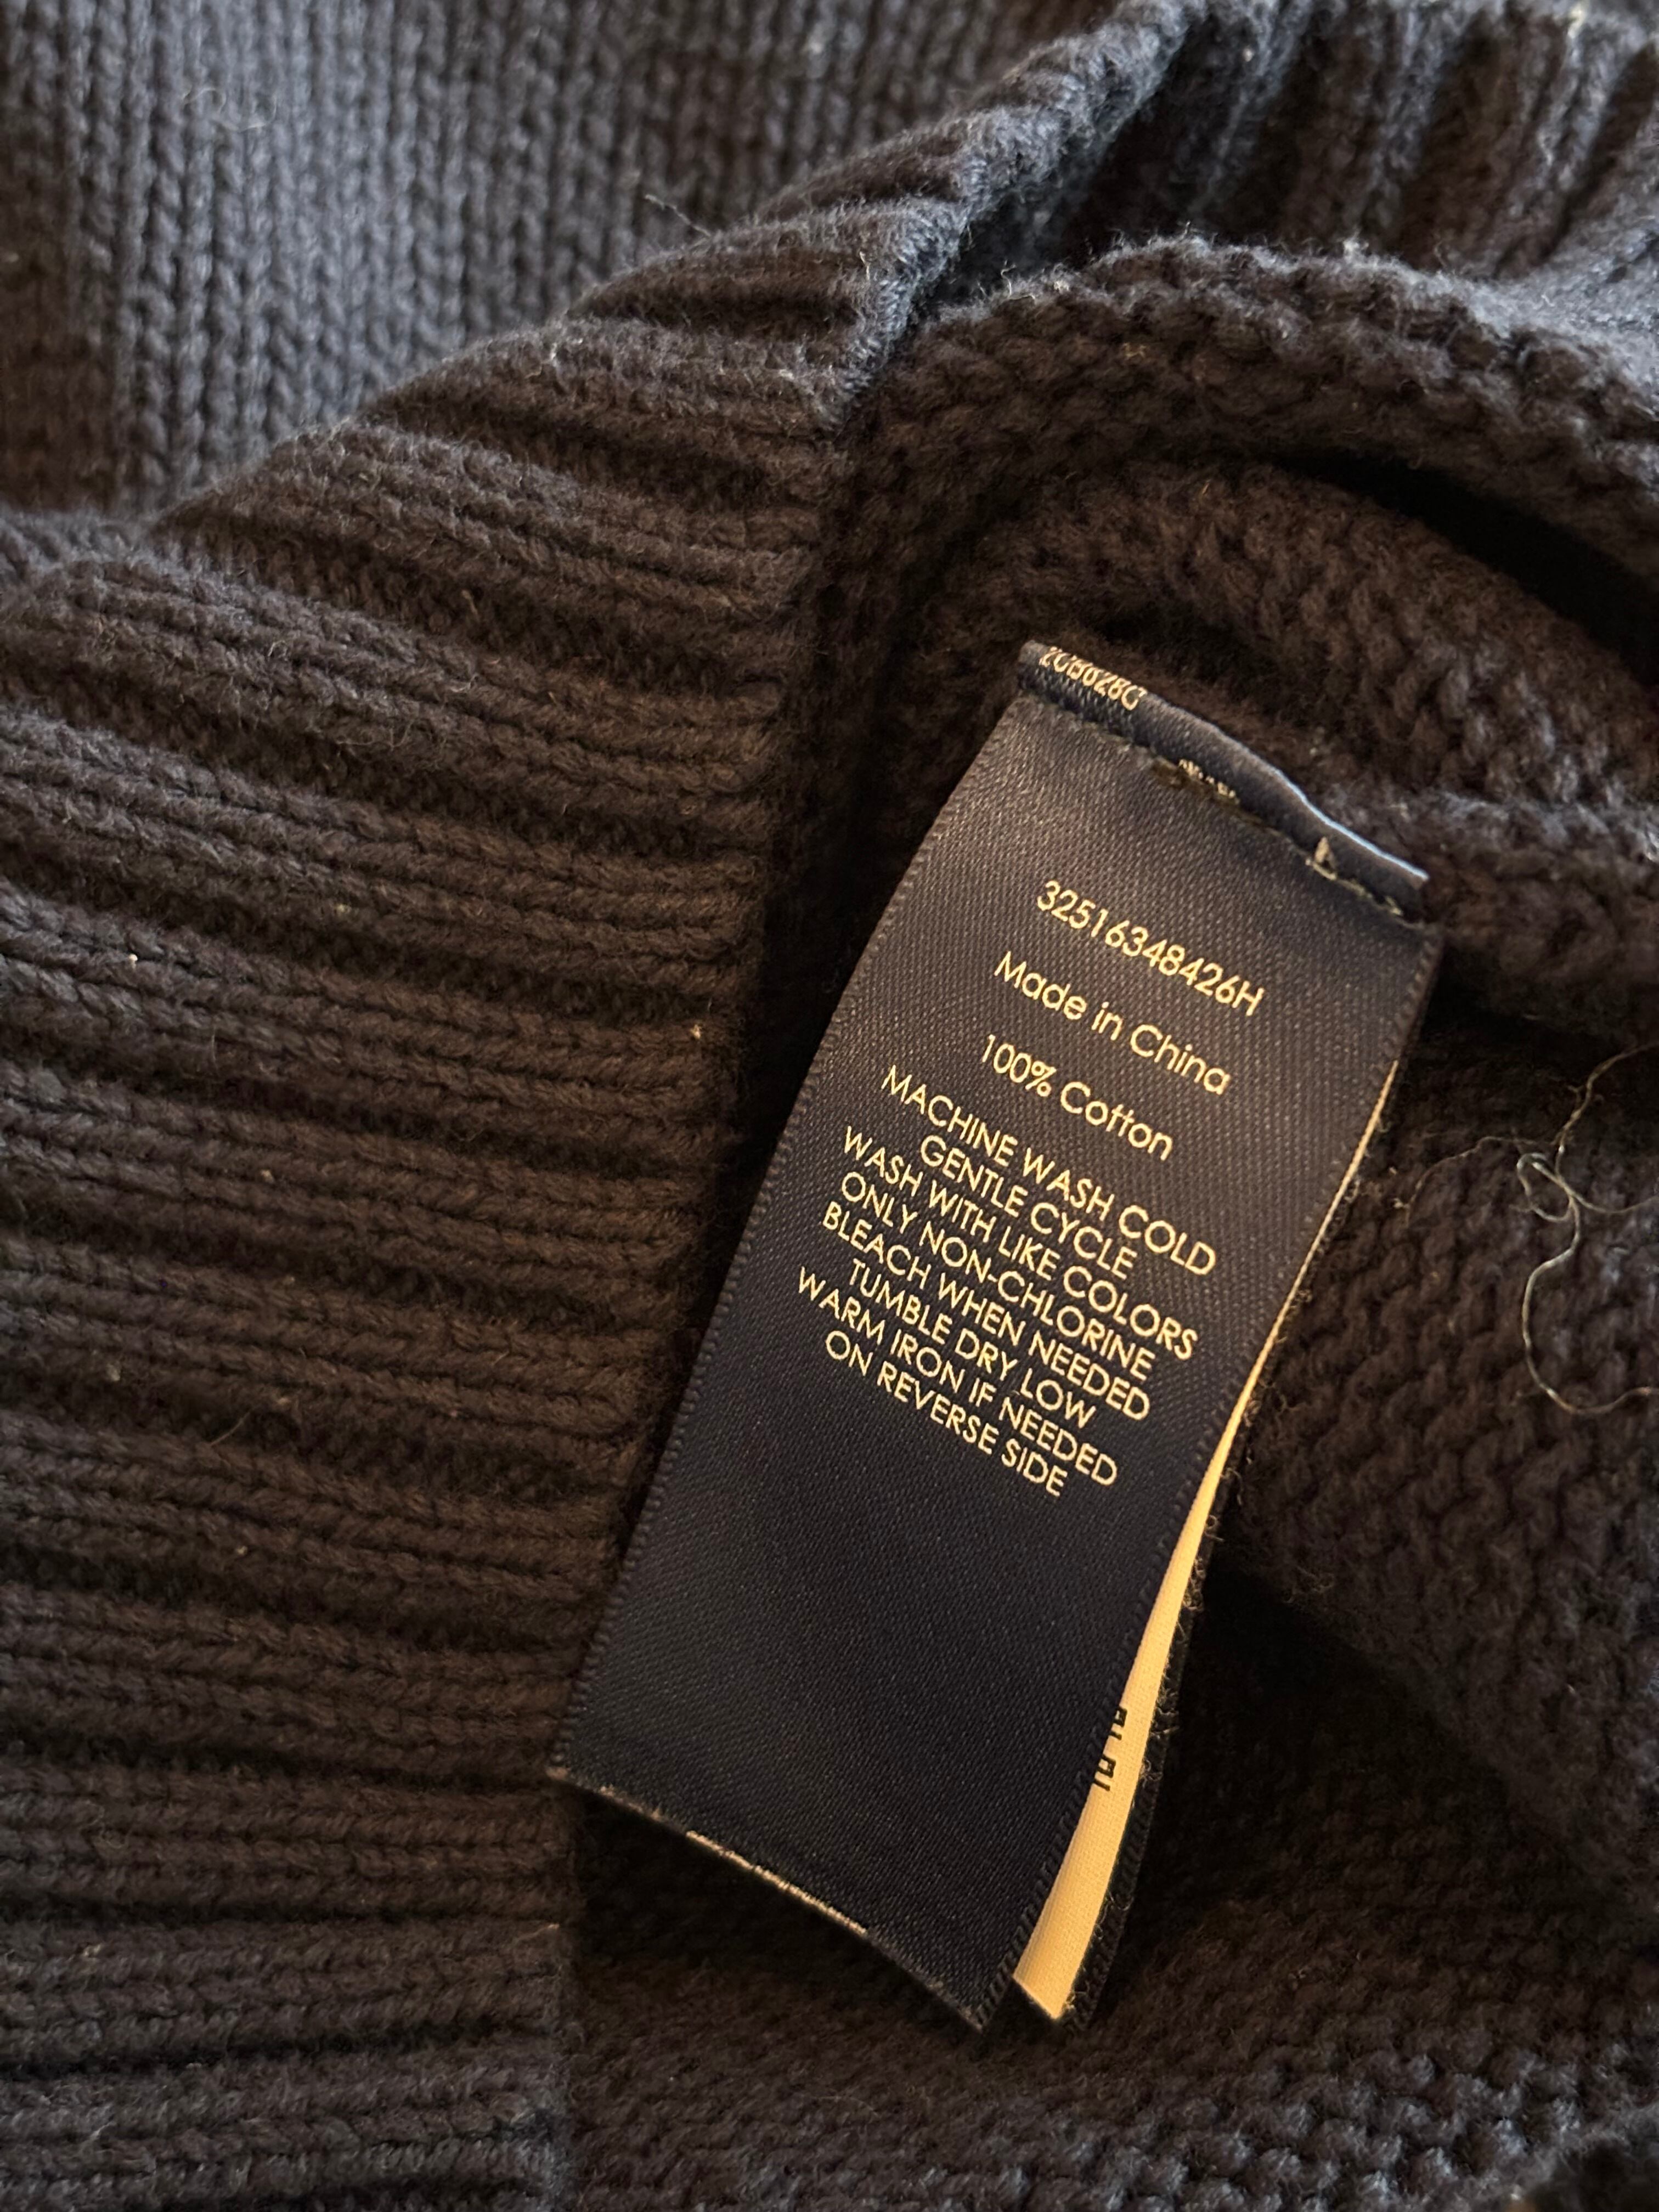 32516348426H
Made in China
100% Cotton
MACHINE WASH COLD
GENTLE CYCLE
WASH WITH LIKE COLORS
ONLY NON-CHLORINE
BLEACH WHEN NEEDED
TUMBLE DRY LOW
WARM IRON IF NEEDED
ON REVERSE SIDE